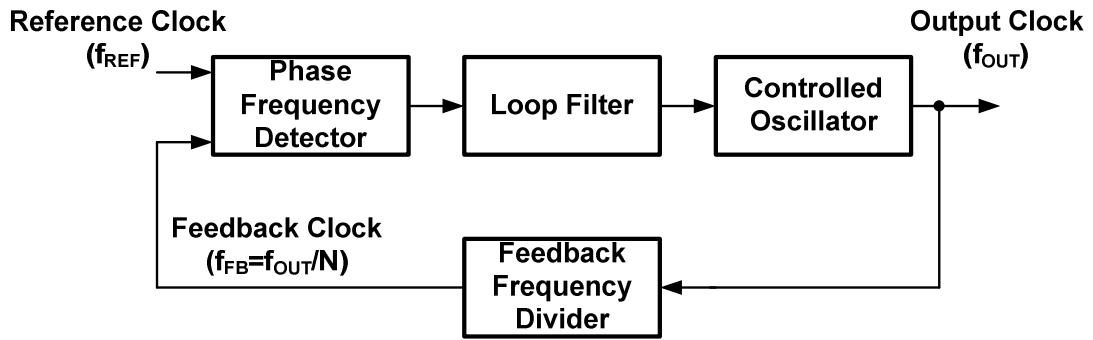 Reference Clock
(fREF)
Output Clock
(fOUT)
Phase
Frequency
Detector
Loop Filter
Controlled
Oscillator
Feedback Clock
(fFB=fOUT/N)
Feedback
Frequency
Divider